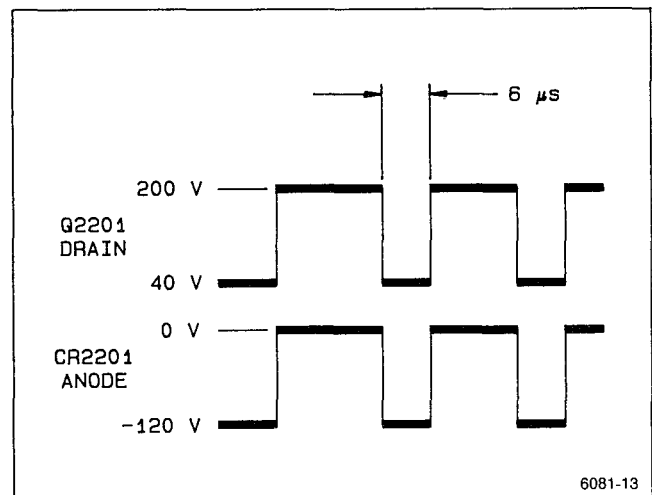 6 μs
200 V
Q2201
DRAIN
40 V
0 V
CR2201
ANODE
-120 V
6081-13